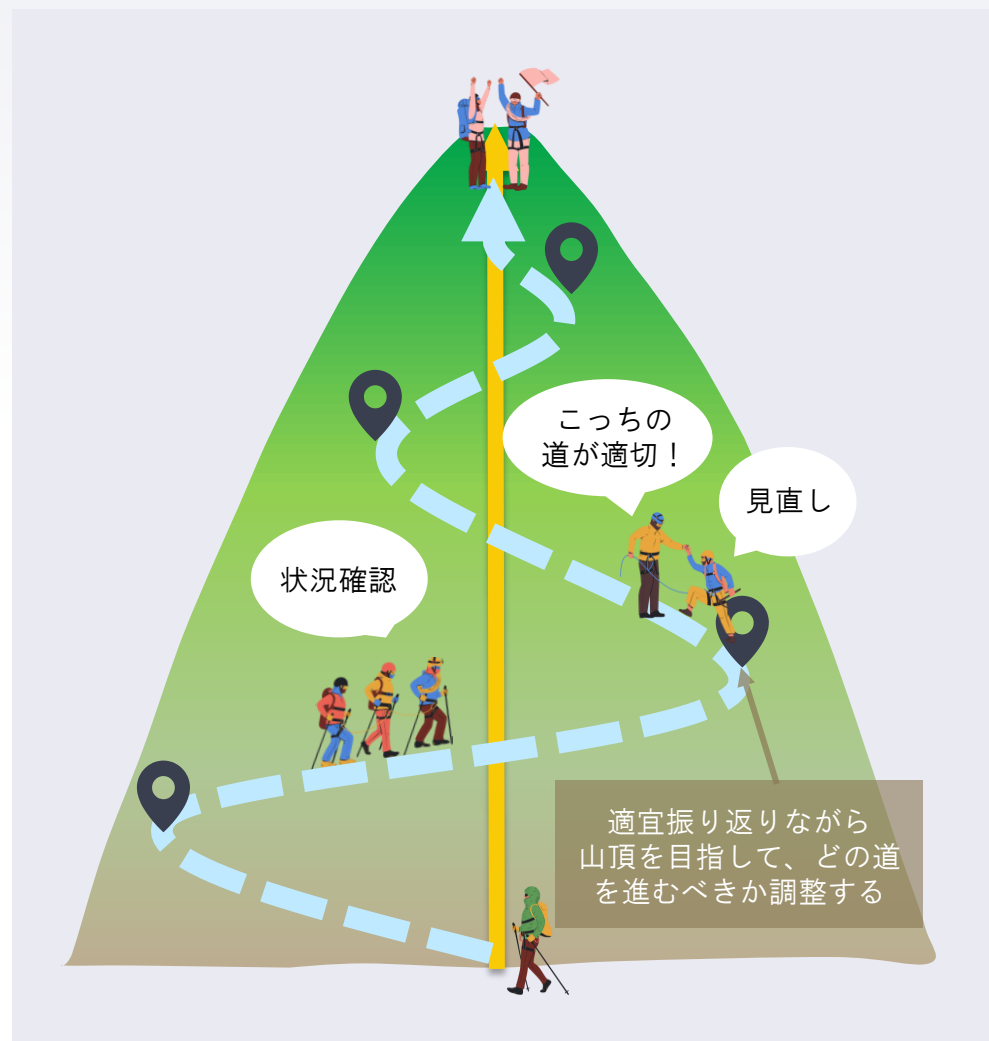 こっちの
道が適切！
見直し
状況確認
適宜振り返りながら
山頂を目指して、どの道
を進むべきか調整する